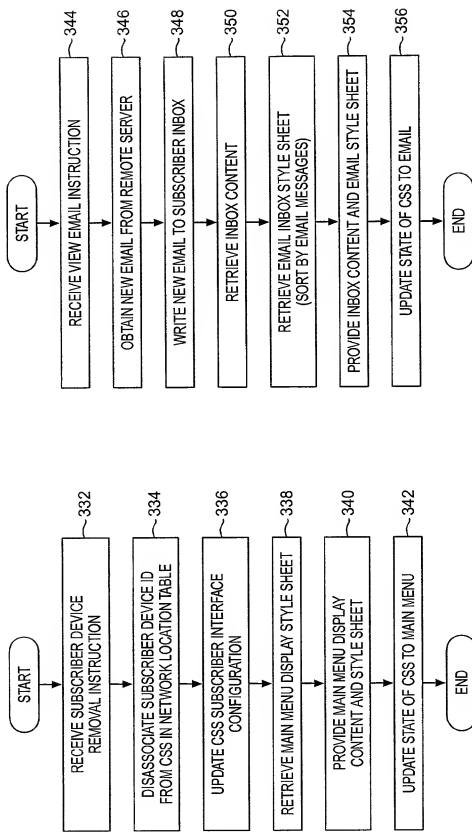 START
RECEIVE SUBSCRIBER DEVICE
REMOVAL INSTRUCTION
332
DISASSOCIATE SUBSCRIBER DEVICE ID
FROM CSS IN NETWORK LOCATION TABLE
334
UPDATE CSS SUBSCRIBER INTERFACE
CONFIGURATION
336
RETRIEVE MAIN MENU DISPLAY STYLE SHEET
338
PROVIDE MAIN MENU DISPLAY
CONTENT AND STYLE SHEET
340
UPDATE STATE OF CSS TO MAIN MENU
342
END
START
RECEIVE VIEW EMAIL INSTRUCTION
344
OBTAIN NEW EMAIL FROM REMOTE SERVER
346
WRITE NEW EMAIL TO SUBSCRIBER INBOX
348
RETRIEVE INBOX CONTENT
350
RETRIEVE EMAIL INBOX STYLE SHEET
(SORT BY EMAIL MESSAGES)
352
PROVIDE INBOX CONTENT AND EMAIL STYLE SHEET
354
UPDATE STATE OF CSS TO EMAIL
356
END